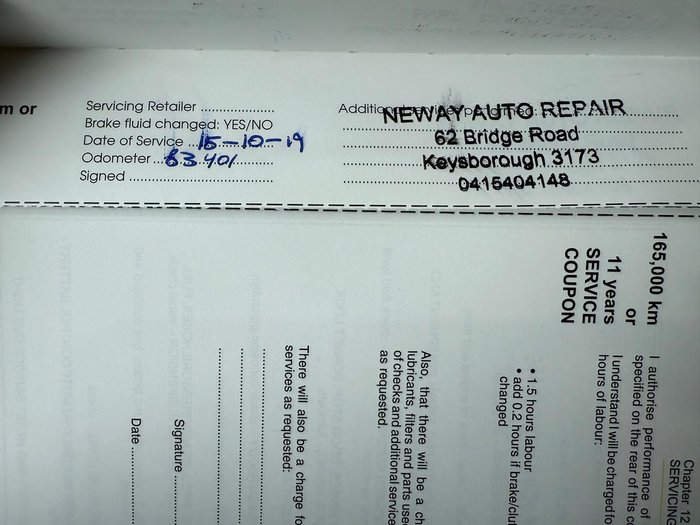 m or
Servicing Retailer
Brake fluid changed: YES/NO
Date of Service 15-10-19
Odometer 63401
Signed
NEWAY AUTO REPAIR
62 Bridge Road
Keysborough 3173
0415404148
165,000 km
or
11 years
SERVICE
COUPON
Chapter 12
SERVICING
I authorise performance of
specified on the rear of this
I understand I will be charged
hours of labour:
• 1.5 hours labour
• add 0.2 hours if brake/clu
changed
Also, that there will be a ch
lubricants, filters and parts use
of checks and additional service
as requested.
There will also be a charge fo
services as requested:
Signature
Date